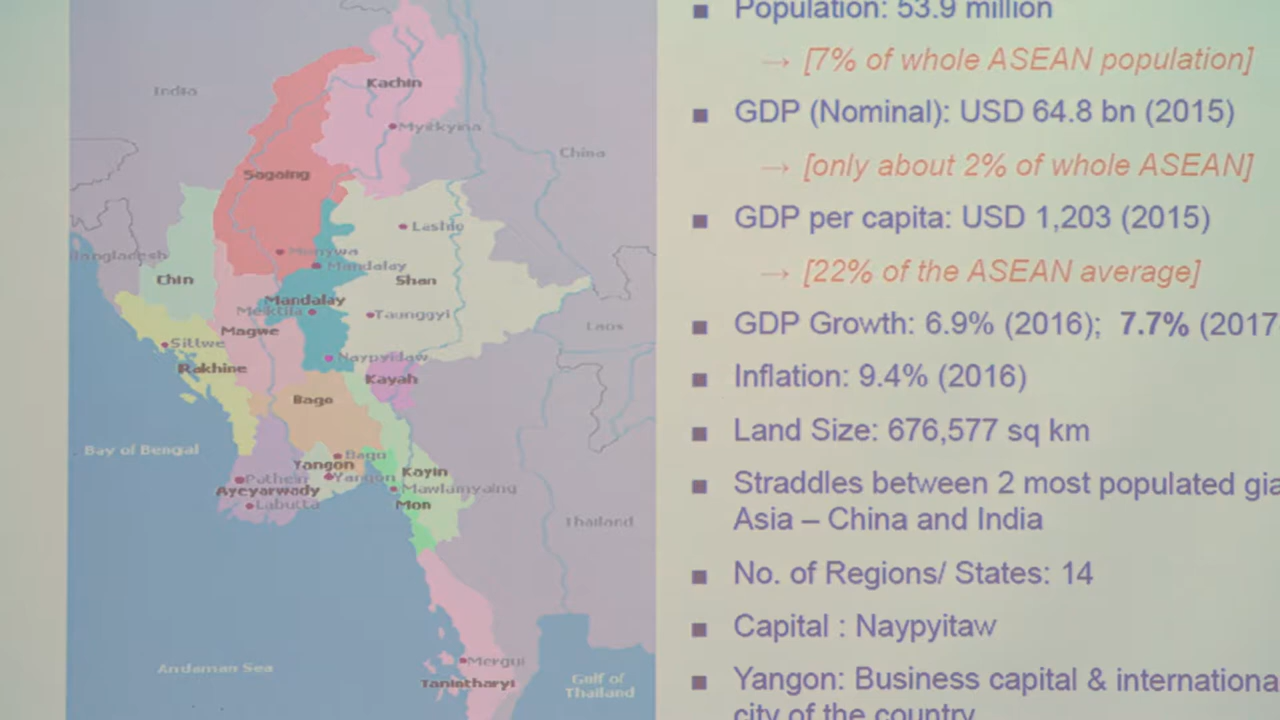 India
Kachin
Myitkyina
China
Sagaing
Lashio
Bangladesh
Monywa
Mandalay
Chin
Shan
Mandalay
Meiktila
Taunggyi
Magwe
Laos
Sittwe
Naypyidaw
Rakhine
Kayah
Bago
Bay of Bengal
Bago
Yangon
Kayin
Pathein
Yangon
Ayeyarwady
Mawlamyaing
Labutta
Mon
Thailand
Andaman Sea
Mergui
Tanintharyi
Gulf of
Thailand
▪ Population: 53.9 million
→ [7% of whole ASEAN population]
▪ GDP (Nominal): USD 64.8 bn (2015)
→ [only about 2% of whole ASEAN]
▪ GDP per capita: USD 1,203 (2015)
→ [22% of the ASEAN average]
▪ GDP Growth: 6.9% (2016); 7.7% (2017
▪ Inflation: 9.4% (2016)
▪ Land Size: 676,577 sq km
▪ Straddles between 2 most populated gia
Asia – China and India
▪ No. of Regions/ States: 14
▪ Capital : Naypyitaw
▪ Yangon: Business capital & internationa
city of the country